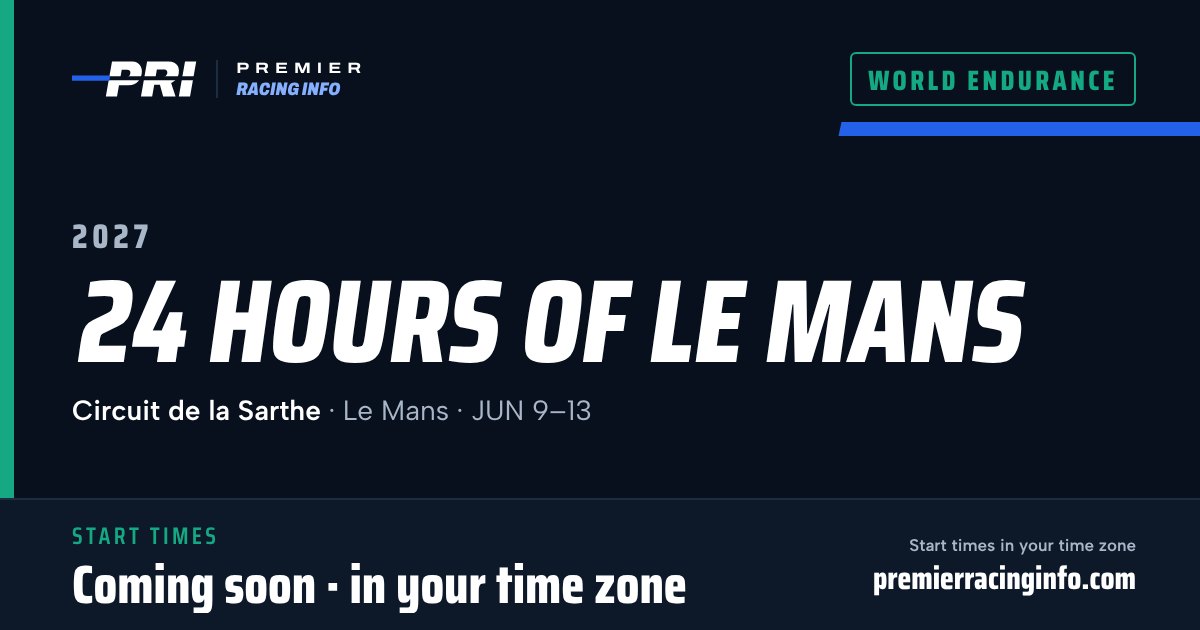 PRI
PREMIER
RACING INFO
WORLD ENDURANCE
2027
24 HOURS OF LE MANS
Circuit de la Sarthe · Le Mans · JUN 9–13
START TIMES
Coming soon · in your time zone
Start times in your time zone
premierracinginfo.com